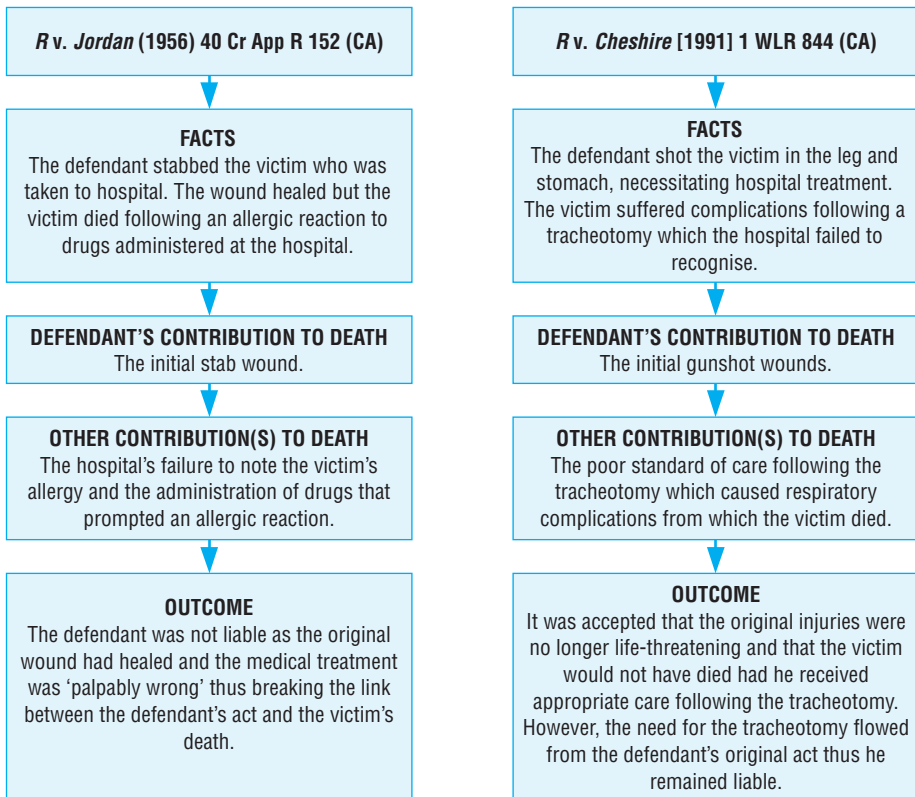 R v. Jordan (1956) 40 Cr App R 152 (CA)
FACTS
The defendant stabbed the victim who was
taken to hospital. The wound healed but the
victim died following an allergic reaction to
drugs administered at the hospital.
DEFENDANT'S CONTRIBUTION TO DEATH
The initial stab wound.
OTHER CONTRIBUTION(S) TO DEATH
The hospital's failure to note the victim's
allergy and the administration of drugs that
prompted an allergic reaction.
OUTCOME
The defendant was not liable as the original
wound had healed and the medical treatment
was 'palpably wrong' thus breaking the link
between the defendant's act and the victim's
death.
R v. Cheshire [1991] 1 WLR 844 (CA)
FACTS
The defendant shot the victim in the leg and
stomach, necessitating hospital treatment.
The victim suffered complications following a
tracheotomy which the hospital failed to
recognise.
DEFENDANT'S CONTRIBUTION TO DEATH
The initial gunshot wounds.
OTHER CONTRIBUTION(S) TO DEATH
The poor standard of care following the
tracheotomy which caused respiratory
complications from which the victim died.
OUTCOME
It was accepted that the original injuries were
no longer life-threatening and that the victim
would not have died had he received
appropriate care following the tracheotomy.
However, the need for the tracheotomy flowed
from the defendant's original act thus he
remained liable.